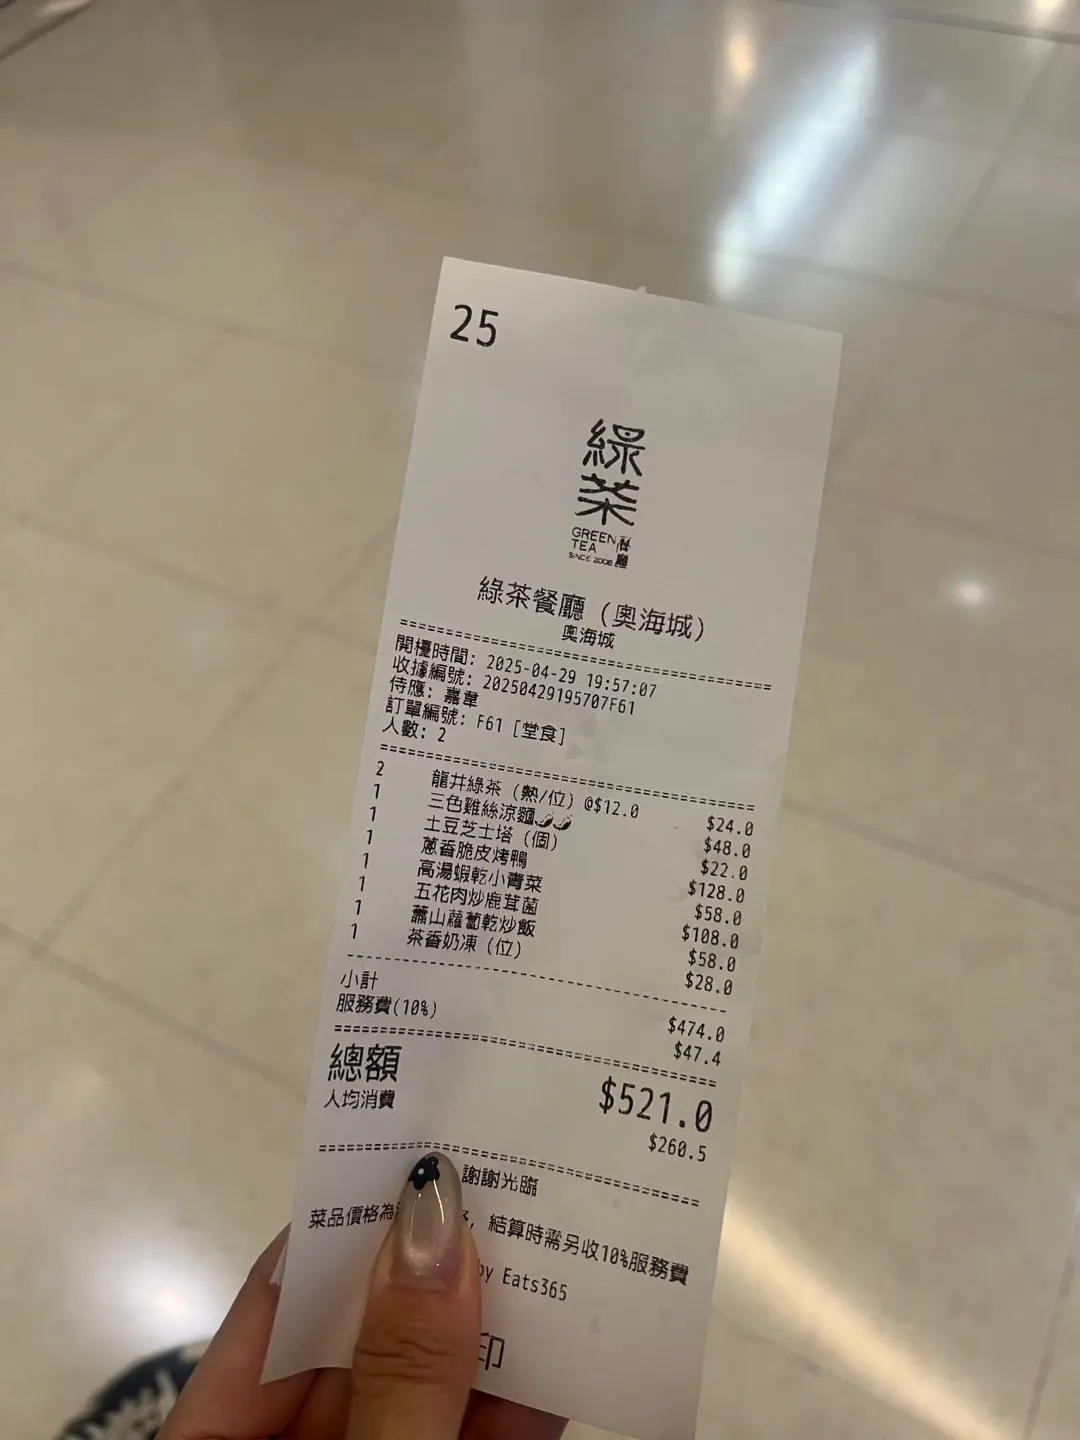 25
綠
茶
GREEN
TEA
餐廳
SINCE 2008
綠茶餐廳 (奧海城)
奧海城
開檯時間: 2025-04-29 19:57:07
收據編號: 20250429195707F61
侍應: 嘉韋
訂單編號: F61 [堂食]
人數: 2
2 龍井綠茶 (熱/位) @$12.0 $24.0
1 三色雞絲涼麵🌶🌶 $48.0
1 土豆芝士塔 (個) $22.0
1 蔥香脆皮烤鴨 $128.0
1 高湯蝦乾小青菜 $58.0
1 五花肉炒鹿茸菌 $108.0
1 蕭山蘿蔔乾炒飯 $58.0
1 茶香奶凍 (位) $28.0
小計 $474.0
服務費(10%) $47.4
總額 $521.0
人均消費 $260.5
謝謝光臨
菜品價格為 , 結算時需另收10%服務費
by Eats365
印